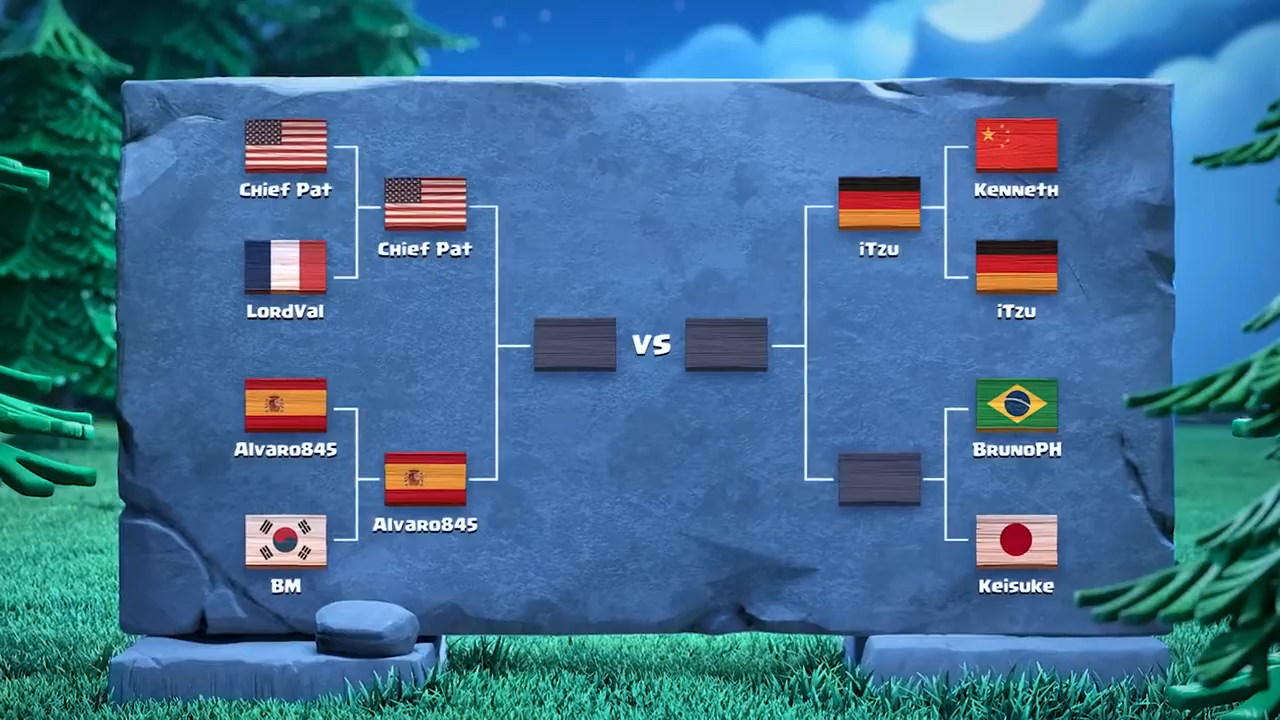 Chief Pat
Chief Pat
LordVal
Alvaro845
Alvaro845
BM
VS
Kenneth
iTzu
iTzu
BrunoPH
Keisuke